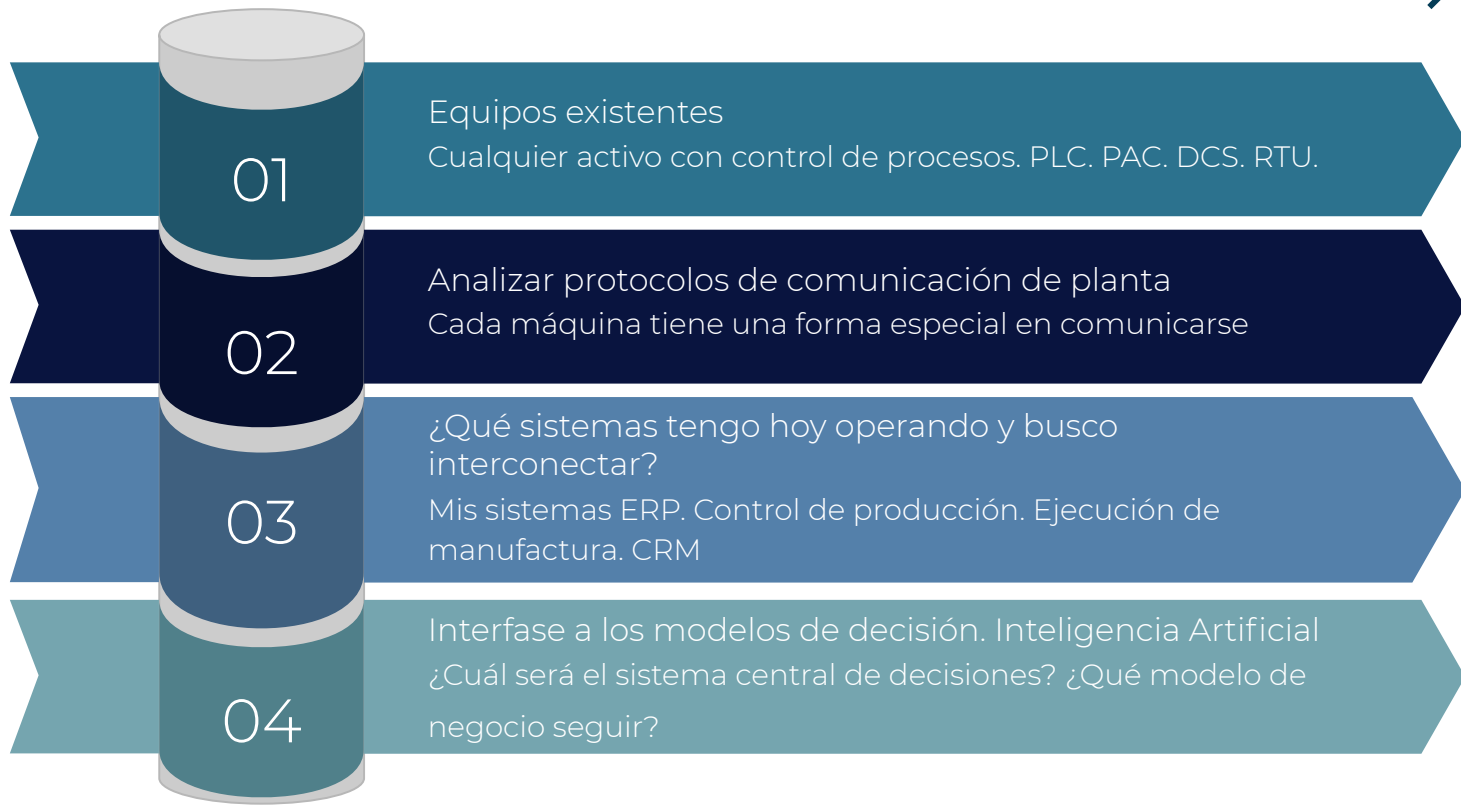 01
Equipos existentes
Cualquier activo con control de procesos. PLC. PAC. DCS. RTU.
02
Analizar protocolos de comunicación de planta
Cada máquina tiene una forma especial en comunicarse
03
¿Qué sistemas tengo hoy operando y busco
interconectar?
Mis sistemas ERP. Control de producción. Ejecución de
manufactura. CRM
04
Interfase a los modelos de decisión. Inteligencia Artificial
¿Cuál será el sistema central de decisiones? ¿Qué modelo de
negocio seguir?